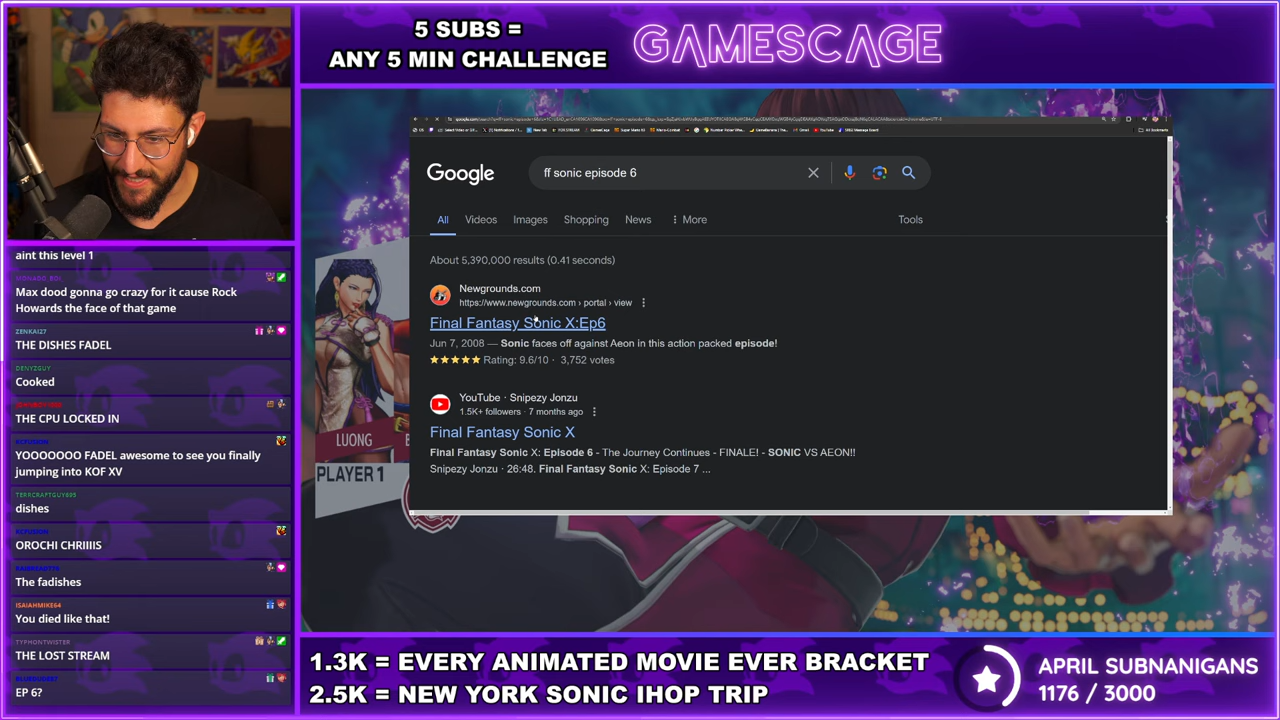 5 SUBS =
ANY 5 MIN CHALLENGE
GAMESCAGE
aint this level 1
Max dood gonna go crazy for it cause Rock
Howards the face of that game
ZENKAI27
THE DISHES FADEL
DENYZGUY
Cooked
THE CPU LOCKED IN
YOOOOOOO FADEL awesome to see you finally
jumping into KOF XV
dishes
OROCHI CHRIIIIS
The fadishes
ISAIAHMIKE64
You died like that!
TYPHONTWISTER
THE LOST STREAM
EP 6?
Google
ff sonic episode 6
All Videos Images Shopping News More Tools
About 5,390,000 results (0.41 seconds)
Newgrounds.com
https://www.newgrounds.com › portal › view
Final Fantasy Sonic X:Ep6
Jun 7, 2008 — Sonic faces off against Aeon in this action packed episode!
Rating: 9.6/10 · 3,752 votes
YouTube · Snipezy Jonzu
1.5K+ followers · 7 months ago
Final Fantasy Sonic X
Final Fantasy Sonic X: Episode 6 - The Journey Continues - FINALE! - SONIC VS AEON!!
Snipezy Jonzu · 26:48. Final Fantasy Sonic X: Episode 7 ...
LUONG
PLAYER 1
1.3K = EVERY ANIMATED MOVIE EVER BRACKET
2.5K = NEW YORK SONIC IHOP TRIP
APRIL SUBNANIGANS
1176 / 3000